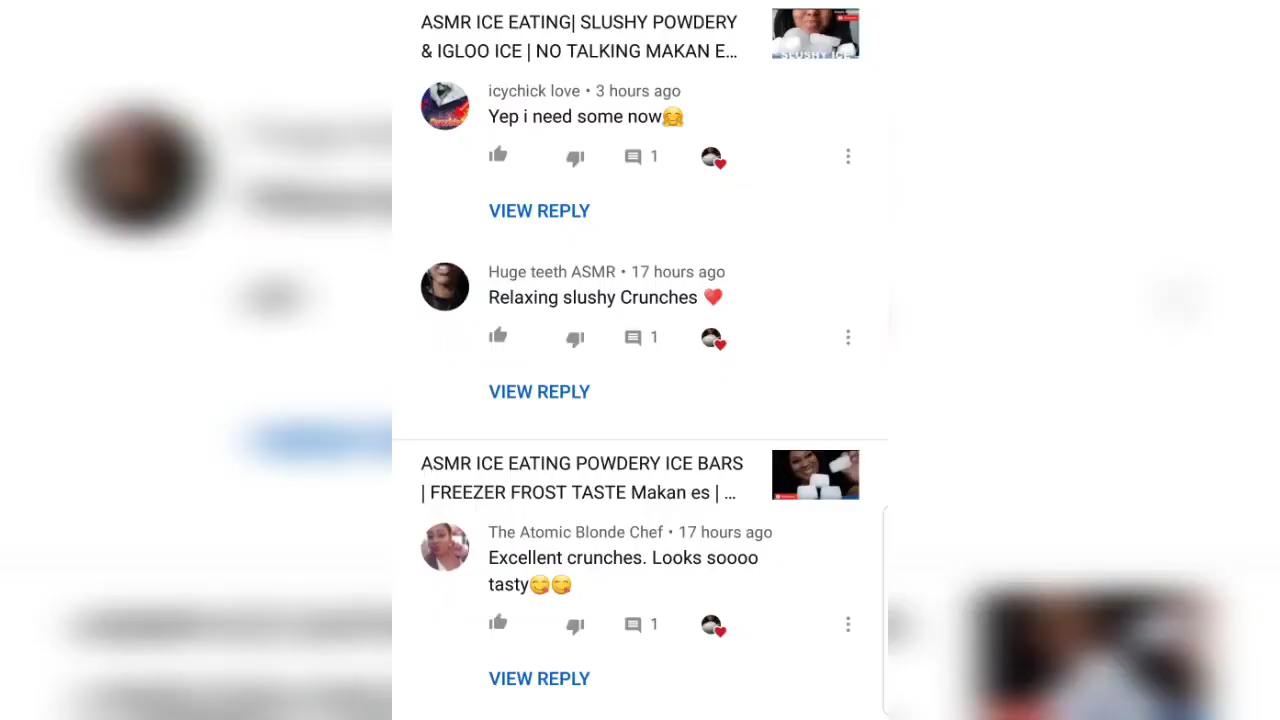 ASMR ICE EATING| SLUSHY POWDERY
& IGLOO ICE | NO TALKING MAKAN E...
SLUSHY ICE
icychick love • 3 hours ago
Yep i need some now🤗
1
VIEW REPLY
Huge teeth ASMR • 17 hours ago
Relaxing slushy Crunches ❤️
1
VIEW REPLY
ASMR ICE EATING POWDERY ICE BARS
| FREEZER FROST TASTE Makan es | ...
The Atomic Blonde Chef • 17 hours ago
Excellent crunches. Looks soooo
tasty😋😋
1
VIEW REPLY